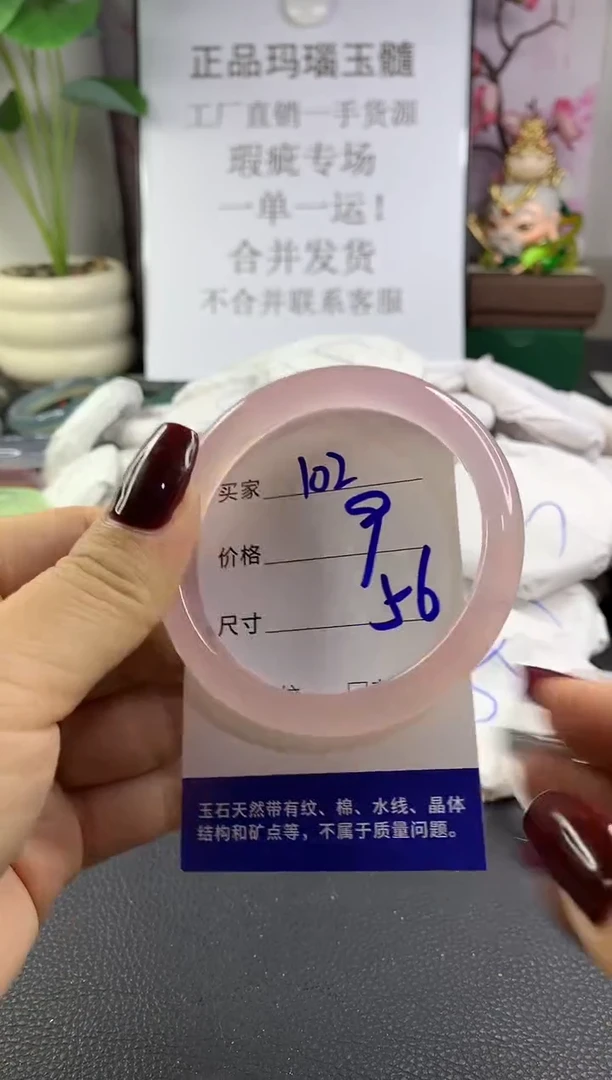 正品玛瑙玉髓
工厂直销一手货源
瑕疵专场
一单一运！
合并发货
不合并联系客服
买家 102
价格 9
尺寸 56
玉石天然带有纹、棉、水线、晶体
结构和矿点等，不属于质量问题。